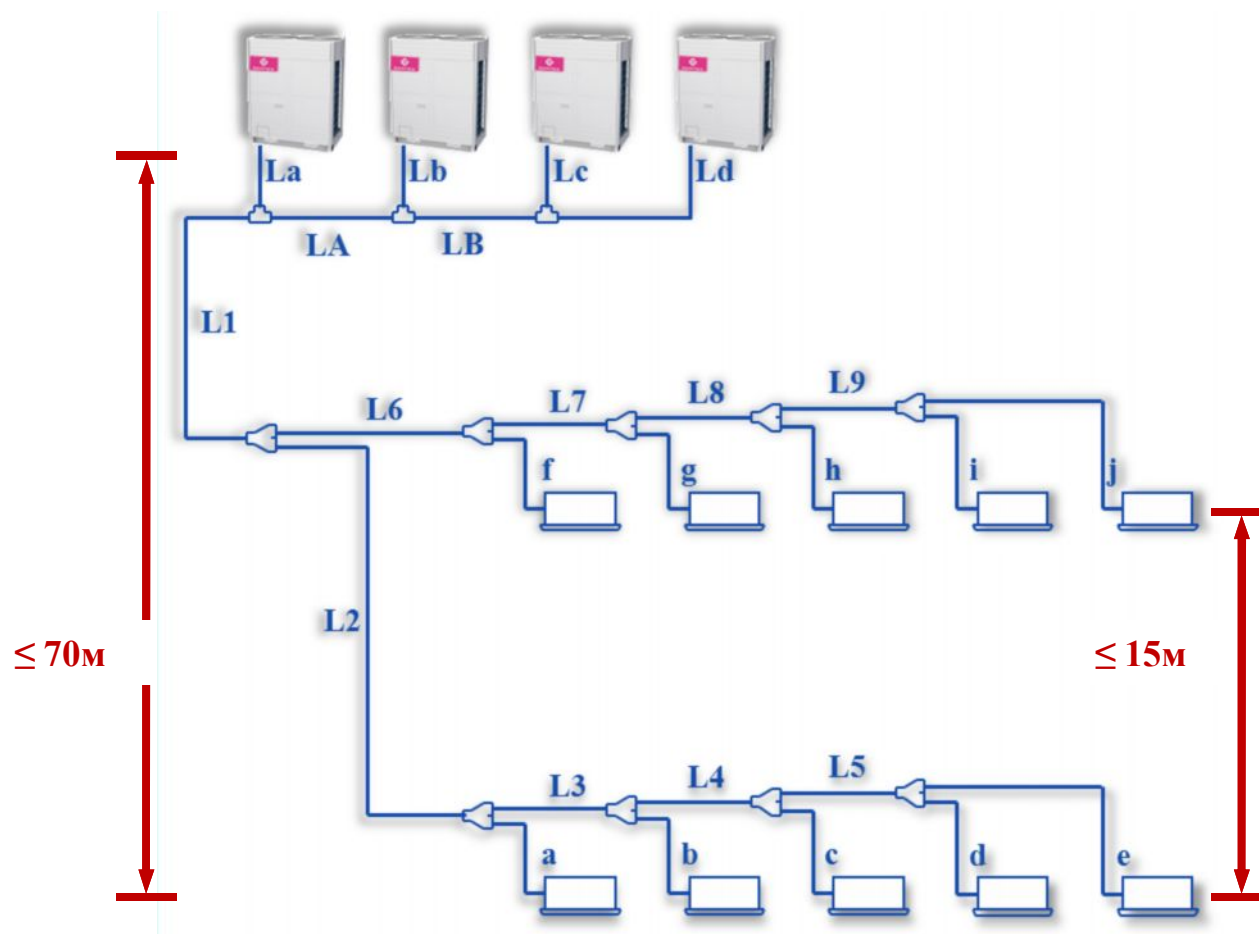 La Lb Lc Ld
LA LB
L1
L6 L7 L8 L9
f g h i j
L2
≤ 70м
≤ 15м
L3 L4 L5
a b c d e